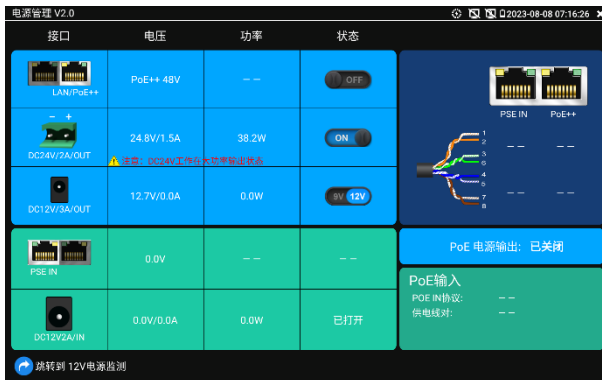 电源管理 V2.0
2023-08-08 07:16:26
接口 电压 功率 状态
LAN/PoE++ PoE++ 48V -- OFF
- +
DC24V/2A/OUT 24.8V/1.5A 38.2W ON
注意：DC24V工作在大功率输出状态
DC12V/3A/OUT 12.7V/0.0A 0.0W 9V 12V
PSE IN 0.0V -- --
DC12V2A/IN 0.0V/0.0A 0.0W 已打开
跳转到 12V电源监测
PSE IN PoE++
1
2
3
6
4
5
7
8
-- --
-- --
PoE 电源输出: 已关闭
PoE输入
POE IN协议: --
供电线对: --